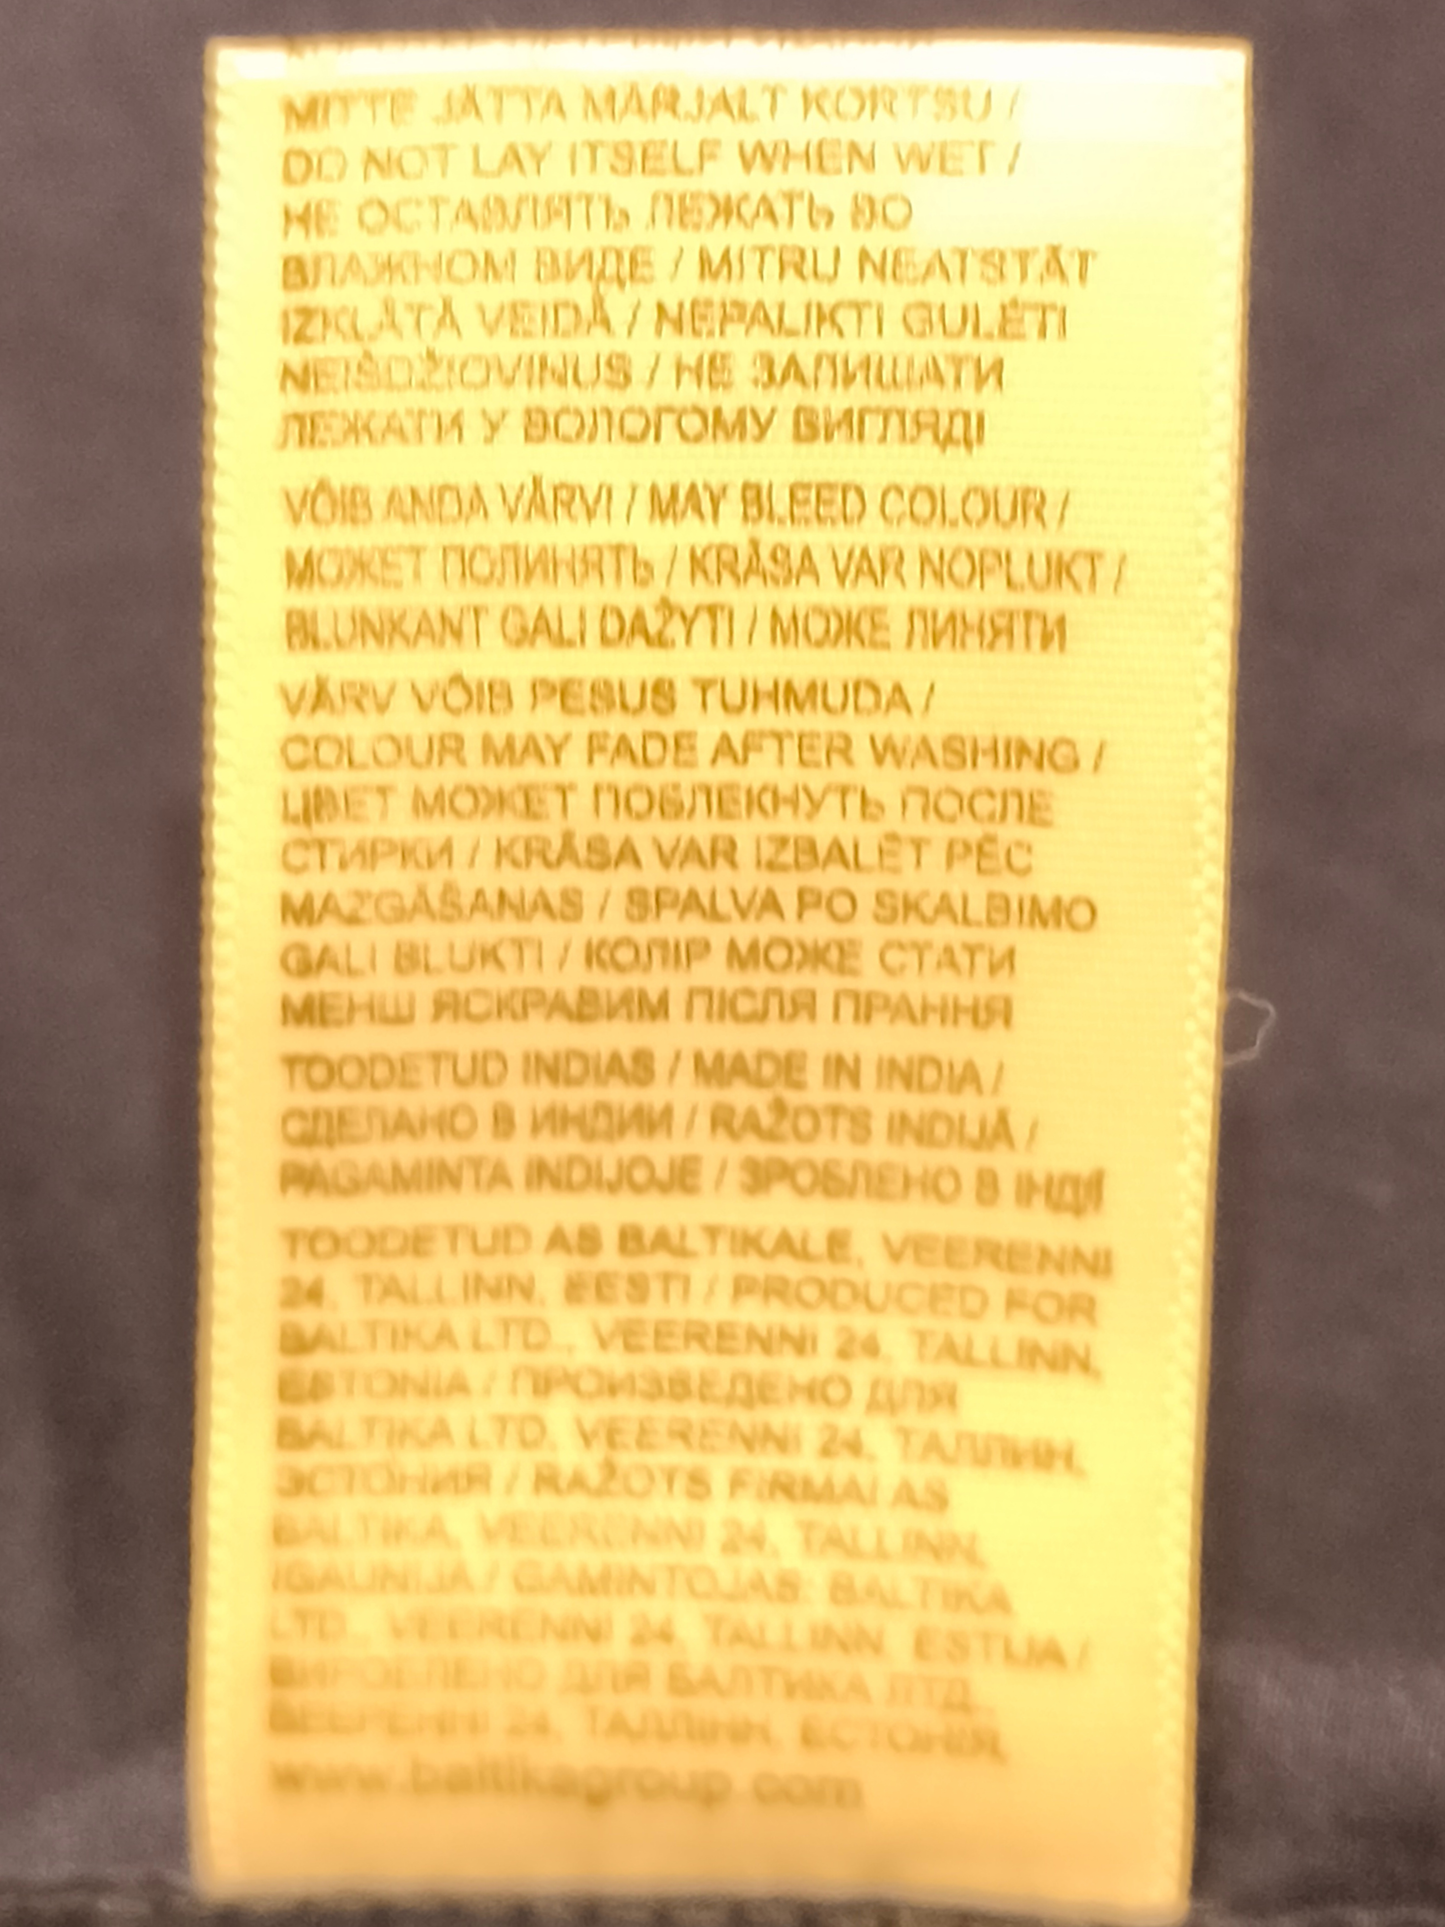 MITTE JÄTTA MÄRJALT KORTSU /
DO NOT LAY ITSELF WHEN WET /
НЕ ОСТАВЛЯТЬ ЛЕЖАТЬ ВО
ВЛАЖНОМ ВИДЕ / MITRU NEATSTĀT
IZKLĀTĀ VEIDĀ / NEPALIKTI GULĖTI
NEIŠDŽIOVINUS / НЕ ЗАЛИШАТИ
ЛЕЖАТИ У ВОЛОГОМУ ВИГЛЯДІ
VÕIB ANDA VÄRVI / MAY BLEED COLOUR /
МОЖЕТ ПОЛИНЯТЬ / KRĀSA VAR NOPLUKT /
BLUNKANT GALI DAŽYTI / МОЖЕ ЛИНЯТИ
VÄRV VÕIB PESUS TUHMUDA /
COLOUR MAY FADE AFTER WASHING /
ЦВЕТ МОЖЕТ ПОБЛЕКНУТЬ ПОСЛЕ
СТИРКИ / KRĀSA VAR IZBALĒT PĒC
MAZGĀŠANAS / SPALVA PO SKALBIMO
GALI BLUKTI / КОЛІР МОЖЕ СТАТИ
МЕНШ ЯСКРАВИМ ПІСЛЯ ПРАННЯ
TOODETUD INDIAS / MADE IN INDIA /
СДЕЛАНО В ИНДИИ / RAŽOTS INDIJĀ /
PAGAMINTA INDIJOJE / ЗРОБЛЕНО В ІНДІЇ
TOODETUD AS BALTIKALE, VEERENNI
24, TALLINN, EESTI / PRODUCED FOR
BALTIKA LTD., VEERENNI 24, TALLINN,
ESTONIA / ПРОИЗВЕДЕНО ДЛЯ
BALTIKA LTD, VEERENNI 24, ТАЛЛИНН,
ЭСТОНИЯ / RAŽOTS FIRMAI AS
BALTIKA, VEERENNI 24, TALLINN,
IGAUNIJA / GAMINTOJAS: BALTIKA
LTD., VEERENNI 24, TALLINN, ESTIJA /
ВИРОБЛЕНО ДЛЯ БАЛТИКА ЛТД.,
ВЕЕРЕННІ 24, ТАЛЛІНН, ЕСТОНІЯ,
www.baltikagroup.com